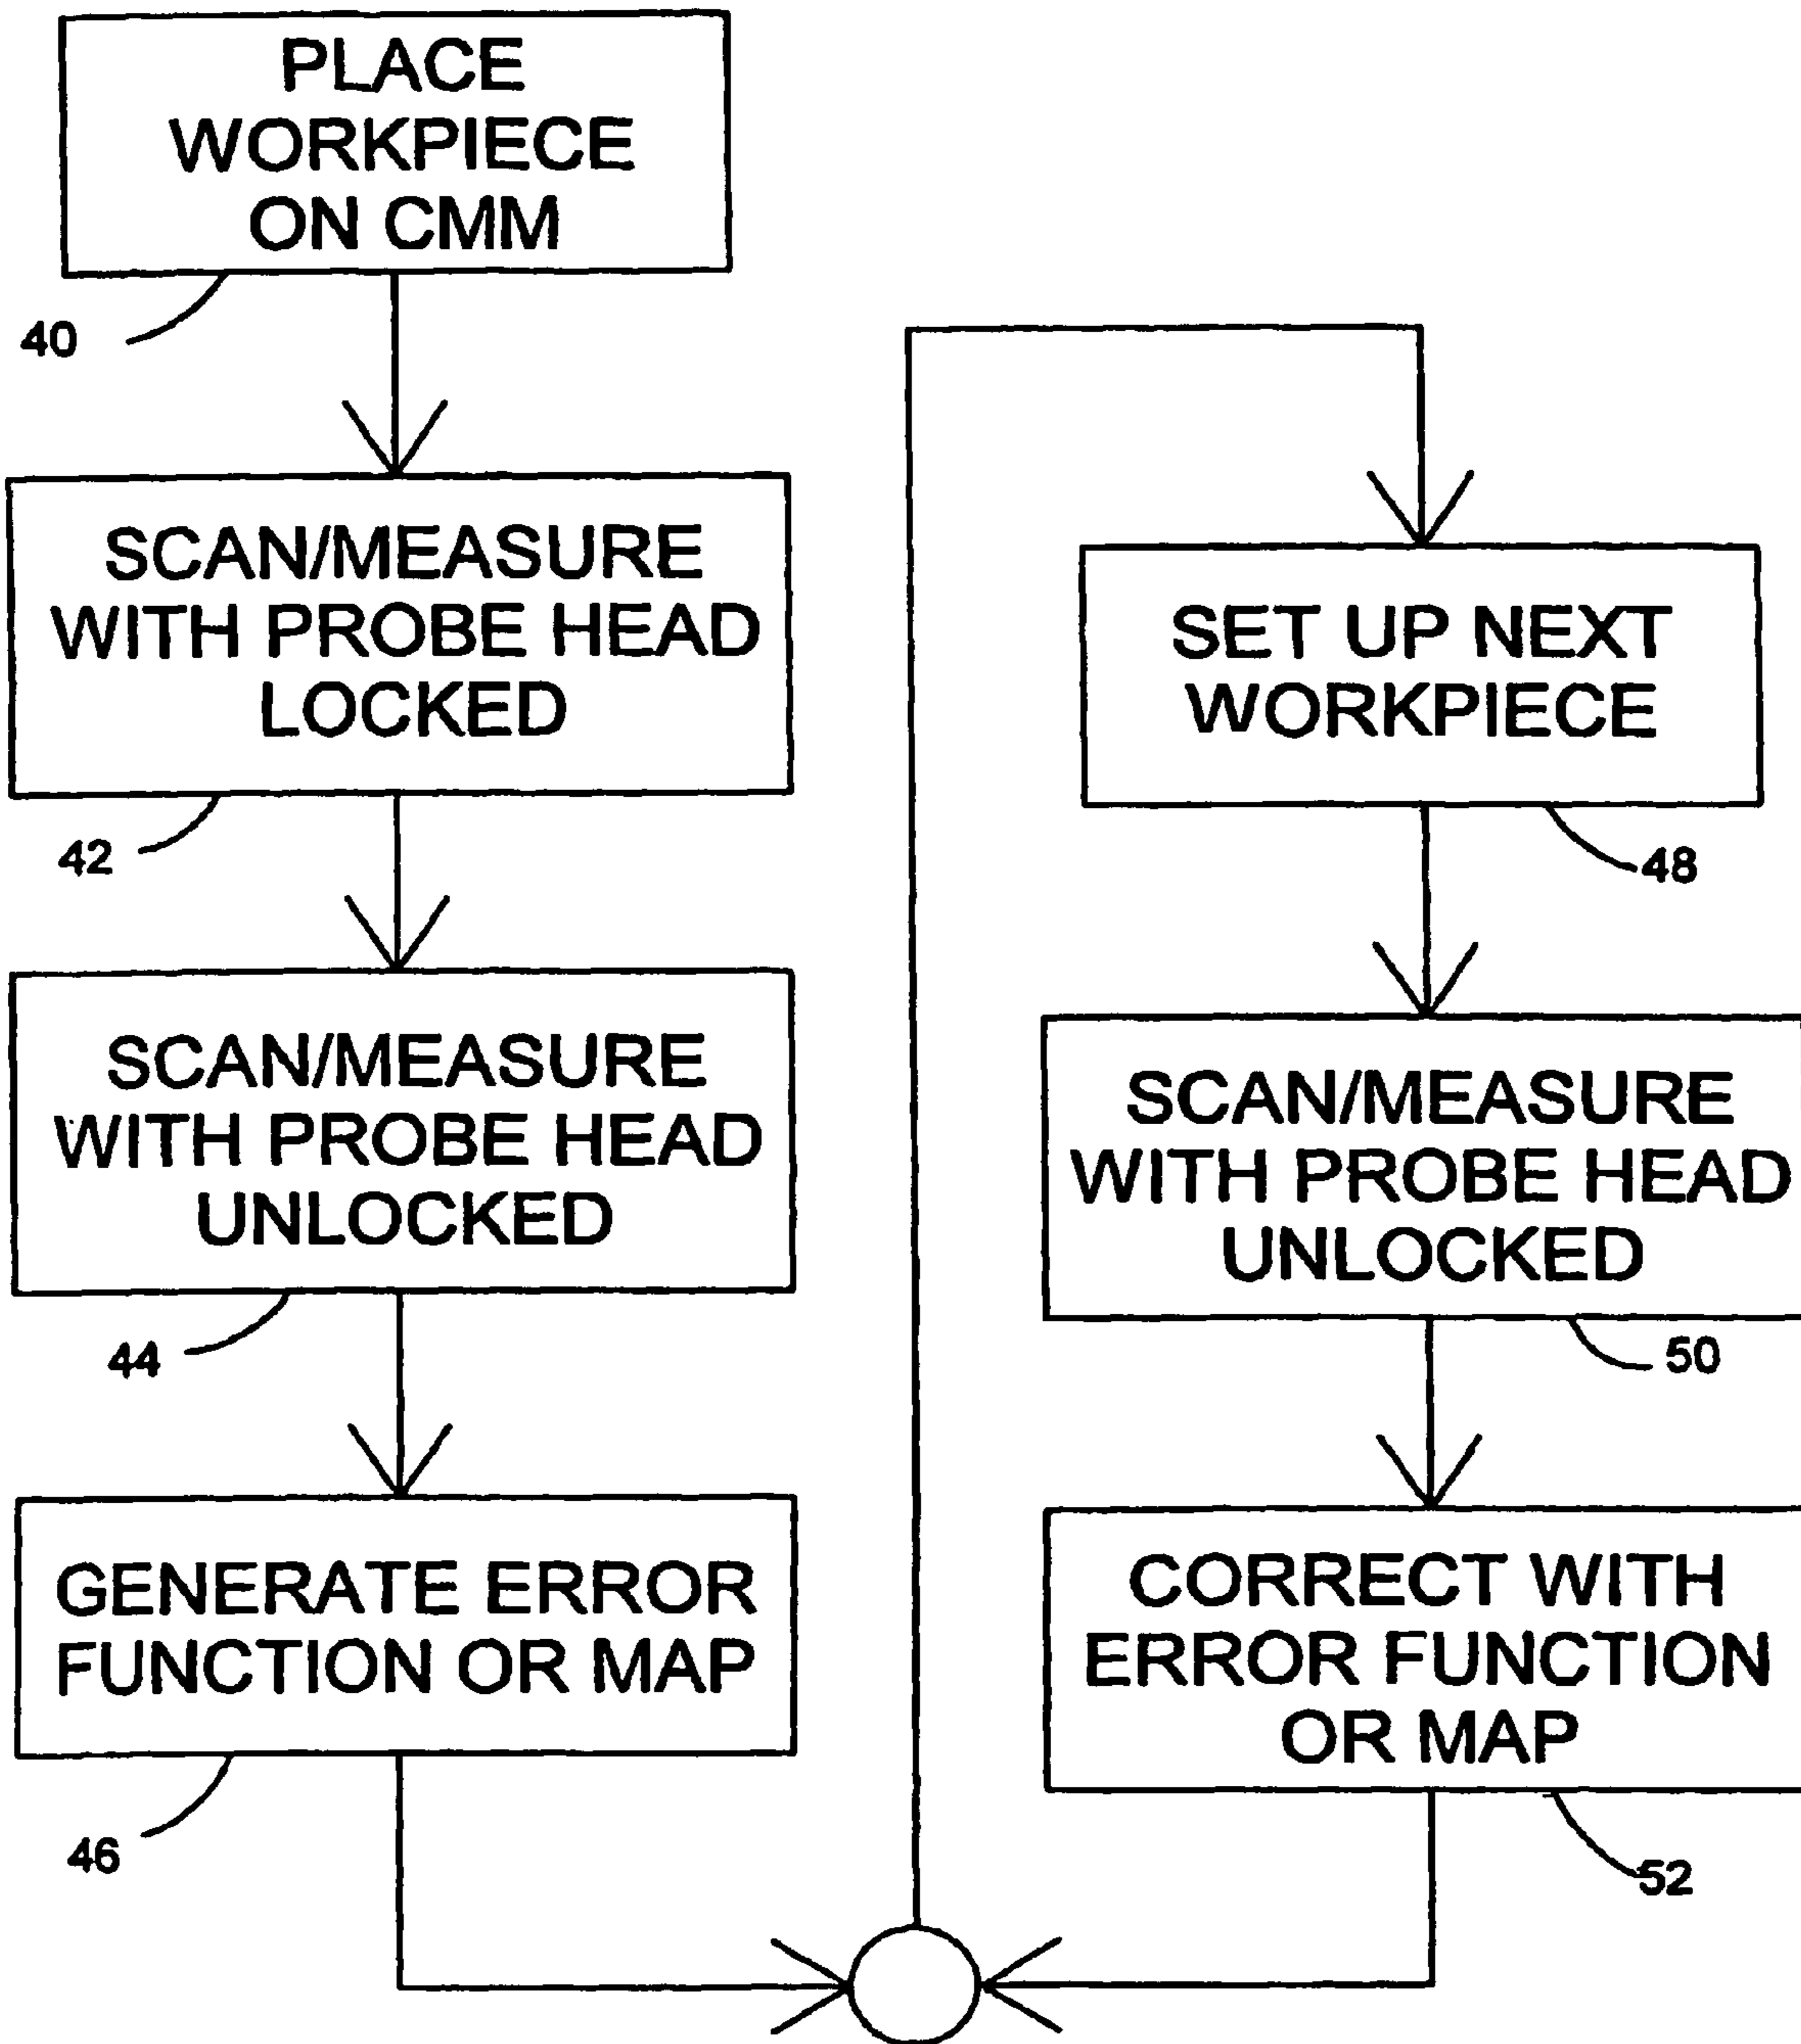 PLACE
WORKPIECE
ON CMM
40
SCAN/MEASURE
WITH PROBE HEAD
LOCKED
42
SCAN/MEASURE
WITH PROBE HEAD
UNLOCKED
44
GENERATE ERROR
FUNCTION OR MAP
46
SET UP NEXT
WORKPIECE
48
SCAN/MEASURE
WITH PROBE HEAD
UNLOCKED
50
CORRECT WITH
ERROR FUNCTION
OR MAP
52